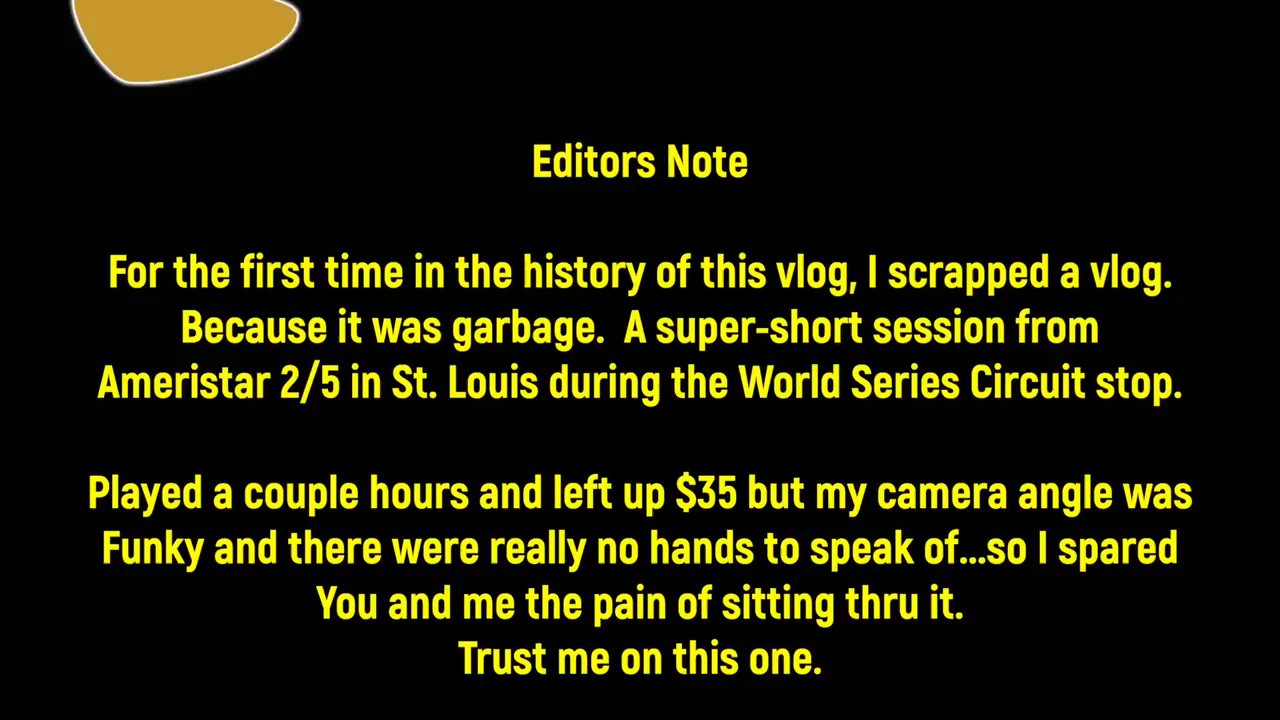 Editors Note
For the first time in the history of this vlog, I scrapped a vlog.
Because it was garbage.  A super-short session from
Ameristar 2/5 in St. Louis during the World Series Circuit stop.
Played a couple hours and left up $35 but my camera angle was
Funky and there were really no hands to speak of...so I spared
You and me the pain of sitting thru it.
Trust me on this one.